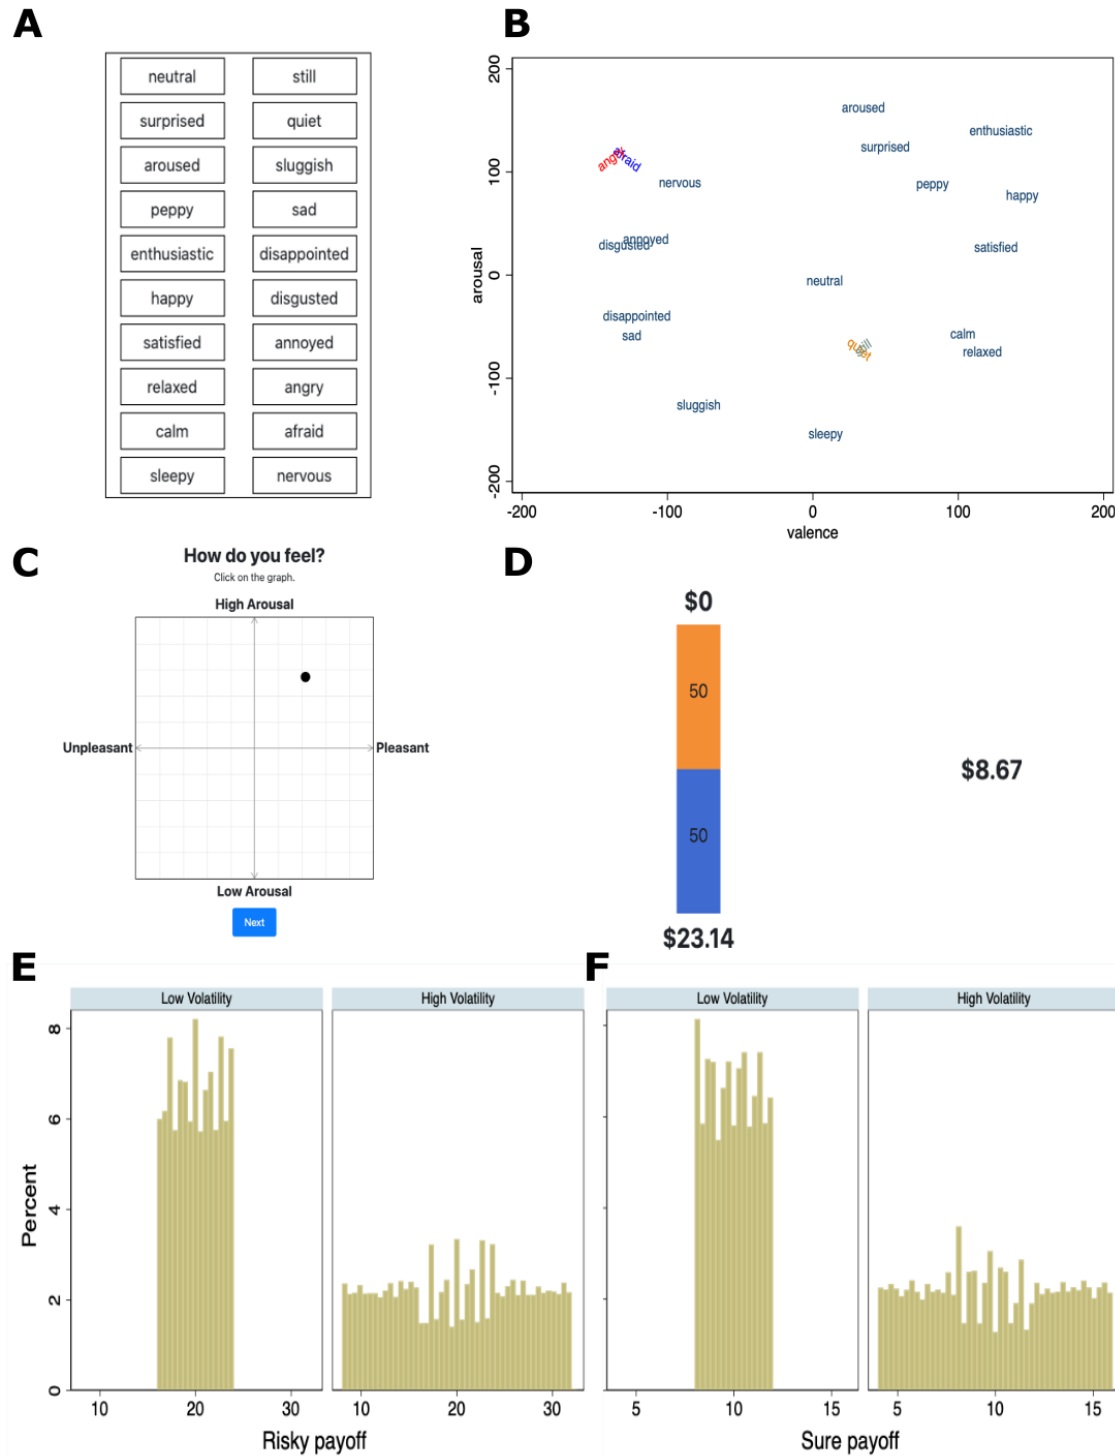 A
neutral still
surprised quiet
aroused sluggish
peppy sad
enthusiastic disappointed
happy disgusted
satisfied annoyed
relaxed angry
calm afraid
sleepy nervous
B
200
100
0
-100
-200
arousal
aroused
enthusiastic
surprised
afraid
nervous
peppy
happy
annoyed
disgusted
satisfied
neutral
disappointed
sad
calm
quiet
still
relaxed
sluggish
sleepy
-200 -100 0 100 200
valence
C
How do you feel?
Click on the graph.
High Arousal
Unpleasant Pleasant
Low Arousal
Next
D
$0
50
50
$23.14
$8.67
E
Low Volatility High Volatility
8
6
4
2
0
Percent
10 20 30 10 20 30
Risky payoff
F
Low Volatility High Volatility
5 10 15 5 10 15
Sure payoff